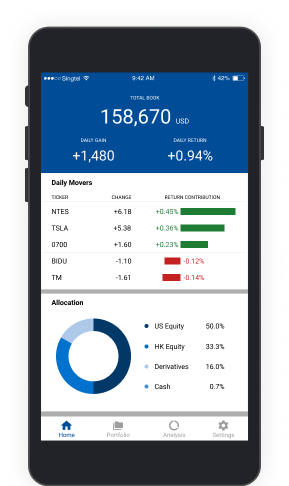 Singtel 9:42 AM 42%
TOTAL BOOK
158,670 USD
DAILY GAIN DAILY RETURN
+1,480 +0.94%
Daily Movers
TICKER CHANGE RETURN CONTRIBUTION
NTES +6.18 +0.45%
TSLA +5.38 +0.36%
0700 +1.60 +0.23%
BIDU -1.10 -0.12%
TM -1.61 -0.14%
Allocation
US Equity 50.0%
HK Equity 33.3%
Derivatives 16.0%
Cash 0.7%
Home Portfolio Analysis Settings